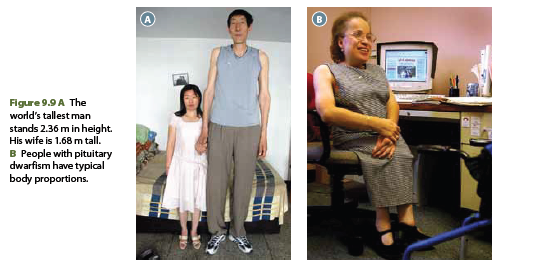 Figure 9.9 A The
world's tallest man
stands 2.36 m in height.
His wife is 1.68 m tall.
B People with pituitary
dwarfism have typical
body proportions.
A
B